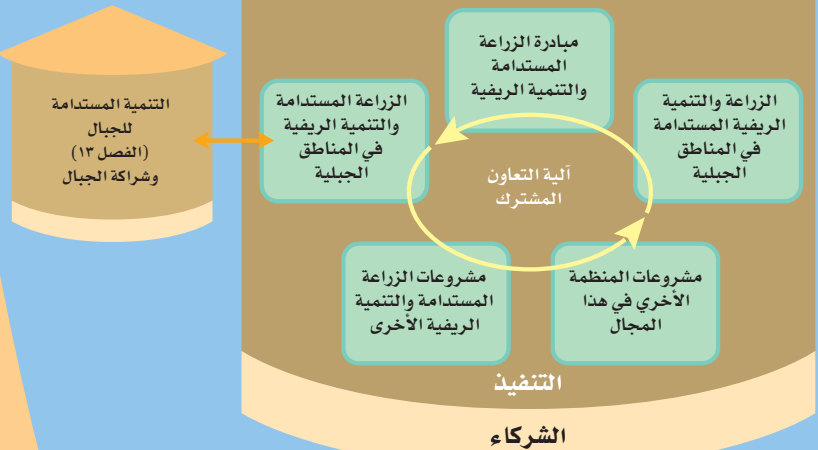 مبادرة الزراعة
المستدامة
والتنمية الريفية
الزراعة والتنمية
الريفية المستدامة
في المناطق
الجبلية
الزراعة المستدامة
والتنمية الريفية
في المناطق
الجبلية
التنمية المستدامة
للجبال
(الفصل ١٣)
وشراكة الجبال
آلية التعاون
المشترك
مشروعات المنظمة
الأخري في هذا
المجال
مشروعات الزراعة
المستدامة والتنمية
الريفية الأخرى
التنفيذ
الشركاء